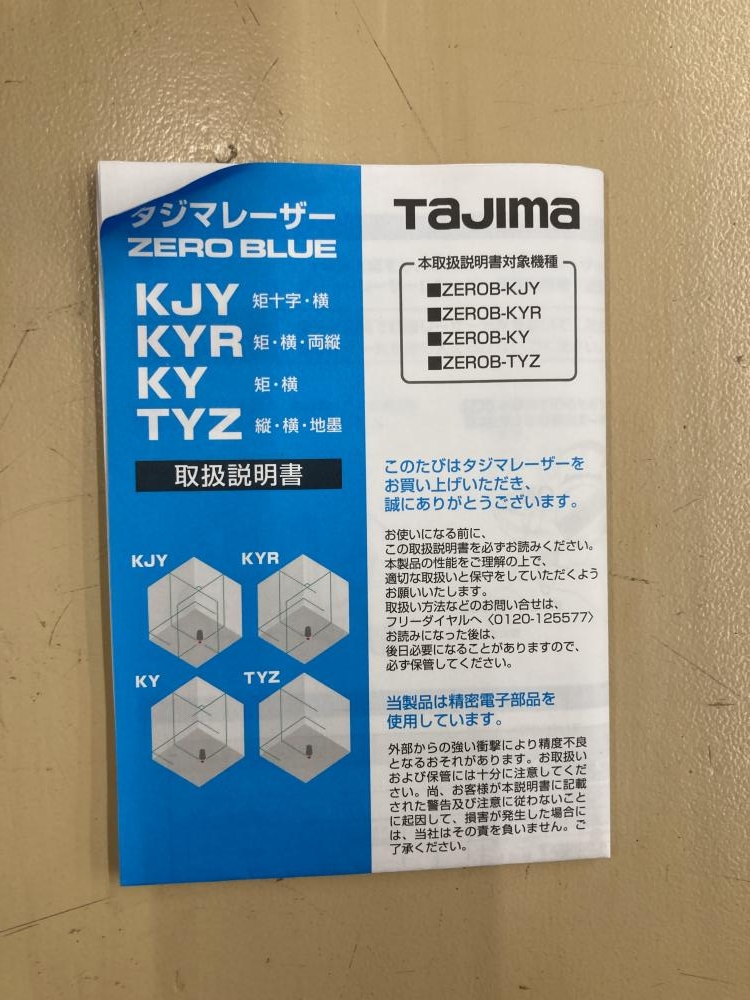 タジマレーザー
ZERO BLUE
KJY 矩十字・横
KYR 矩・横・両縦
KY 矩・横
TYZ 縦・横・地墨
取扱説明書
KJY
KYR
KY
TYZ
TaJIma
本取扱説明書対象機種
■ZEROB-KJY
■ZEROB-KYR
■ZEROB-KY
■ZEROB-TYZ
このたびはタジマレーザーを
お買い上げいただき、
誠にありがとうございます。
お使いになる前に、
この取扱説明書を必ずお読みください。
本製品の性能をご理解の上で、
適切な取扱いと保守をしていただくよう
お願いいたします。
取扱い方法などのお問い合せは、
フリーダイヤルへ〈0120-125577〉
お読みになった後は、
後日必要になることがありますので、
必ず保管してください。
当製品は精密電子部品を
使用しています。
外部からの強い衝撃により精度不良
となるおそれがあります。お取扱い
および保管には十分に注意してくだ
さい。尚、お客様が本説明書に記載
された警告及び注意に従わないこと
に起因して、損害が発生した場合に
は、当社はその責を負いません。ご
了承ください。